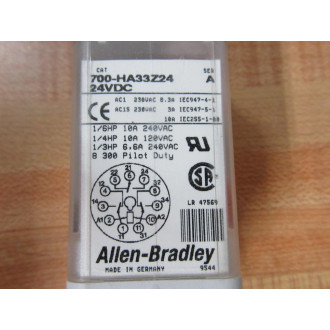 CAT SER
700-HA33Z24 A
24VDC
AC1 230VAC 8.3A IEC947-4-1
AC15 230VAC 3A IEC947-5-1
10A IEC255-1-00
1/6HP 10A 240VAC
1/4HP 10A 120VAC
1/3HP 6.6A 240VAC
B 300 Pilot Duty
LR 47569
Allen-Bradley
MADE IN GERMANY 9544